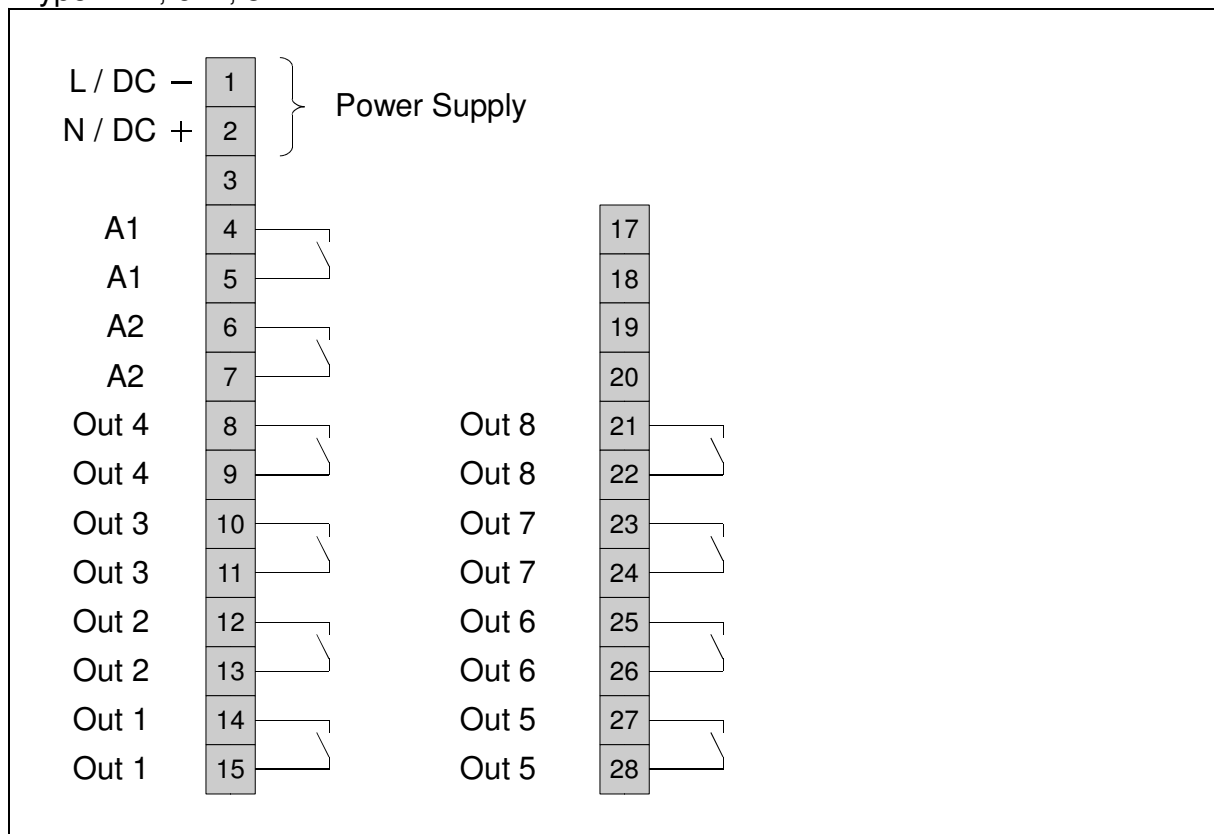 L / DC − 1
N / DC + 2
Power Supply
3
A1 4
A1 5
A2 6
A2 7
Out 4 8
Out 4 9
Out 3 10
Out 3 11
Out 2 12
Out 2 13
Out 1 14
Out 1 15
17
18
19
20
Out 8 21
Out 8 22
Out 7 23
Out 7 24
Out 6 25
Out 6 26
Out 5 27
Out 5 28